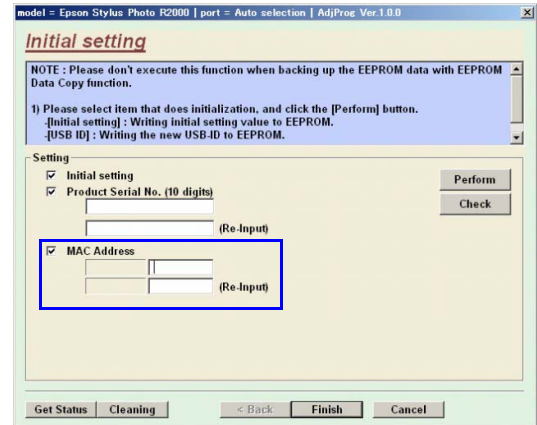 model = Epson Stylus Photo R2000 | port = Auto selection | AdjProg Ver.1.0.0
Initial setting
NOTE : Please don't execute this function when backing up the EEPROM data with EEPROM
Data Copy function.
1) Please select item that does initialization, and click the [Perform] button.
-[Initial setting] : Writing initial setting value to EEPROM.
-[USB ID] : Writing the new USB-ID to EEPROM.
Setting
Initial setting
Perform
Product Serial No. (10 digits)
Check
(Re-Input)
MAC Address
(Re-Input)
Get Status Cleaning < Back Finish Cancel